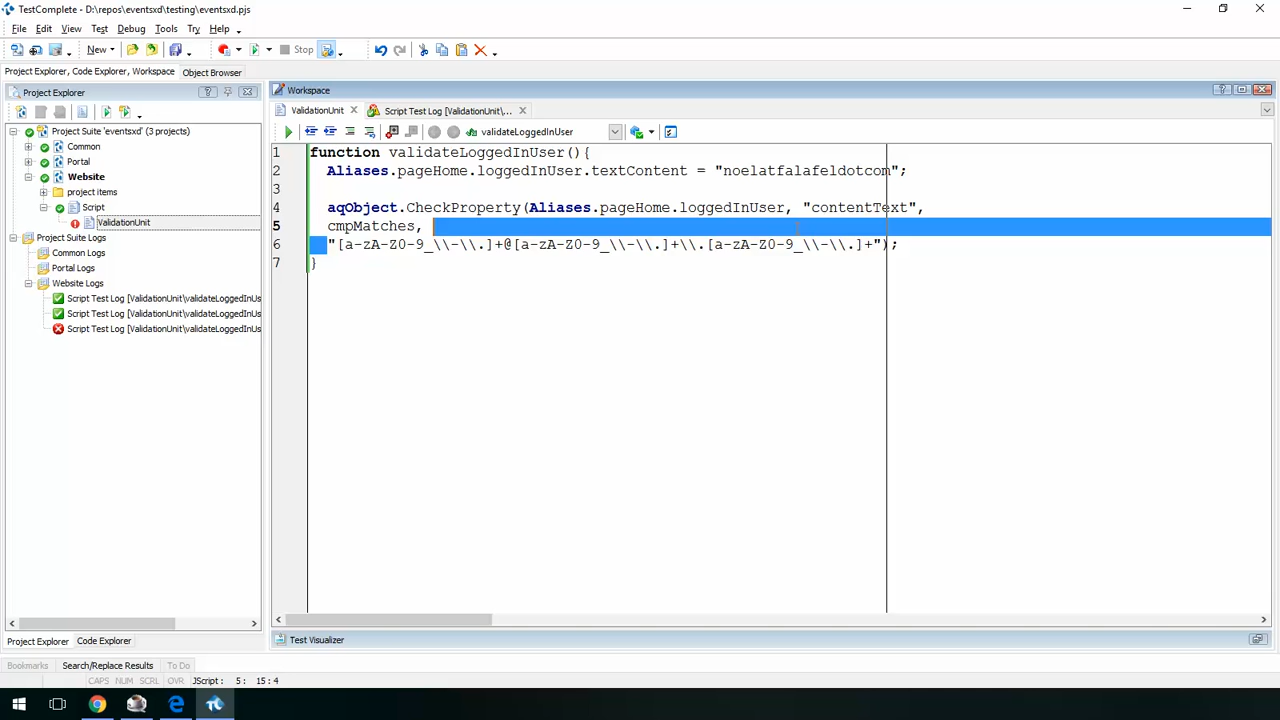 TestComplete - D:\repos\eventsxd\testing\eventsxd.pjs
File Edit View Test Debug Tools Try Help
New Stop
Project Explorer, Code Explorer, Workspace Object Browser
Project Explorer
Workspace
ValidationUnit Script Test Log [ValidationUnit\...
validateLoggedInUser
Project Suite 'eventsxd' (3 projects)
Common
Portal
Website
project items
Script
ValidationUnit
Project Suite Logs
Common Logs
Portal Logs
Website Logs
Script Test Log [ValidationUnit\validateLoggedInUs
Script Test Log [ValidationUnit\validateLoggedInUs
Script Test Log [ValidationUnit\validateLoggedInUs
1 function validateLoggedInUser(){
2 Aliases.pageHome.loggedInUser.textContent = "noelatfalafeldotcom";
3
4 aqObject.CheckProperty(Aliases.pageHome.loggedInUser, "contentText",
5 cmpMatches,
6 "[a-zA-Z0-9_\\-\\.]+@[a-zA-Z0-9_\\-\\.]+\\.[a-zA-Z0-9_\\-\\.]+");
7 }
Project Explorer Code Explorer
Test Visualizer
Bookmarks Search/Replace Results To Do
CAPS NUM SCRL OVR JScript : 5 : 15 : 4